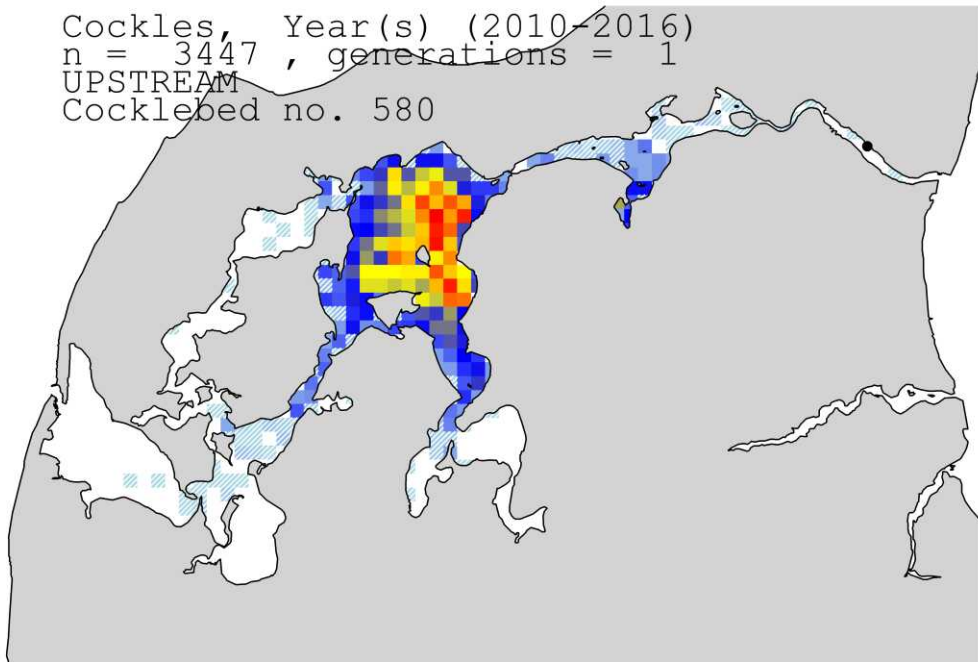 Cockles, Year(s) (2010-2016)
n = 3447 , generations = 1
UPSTREAM
Cocklebed no. 580